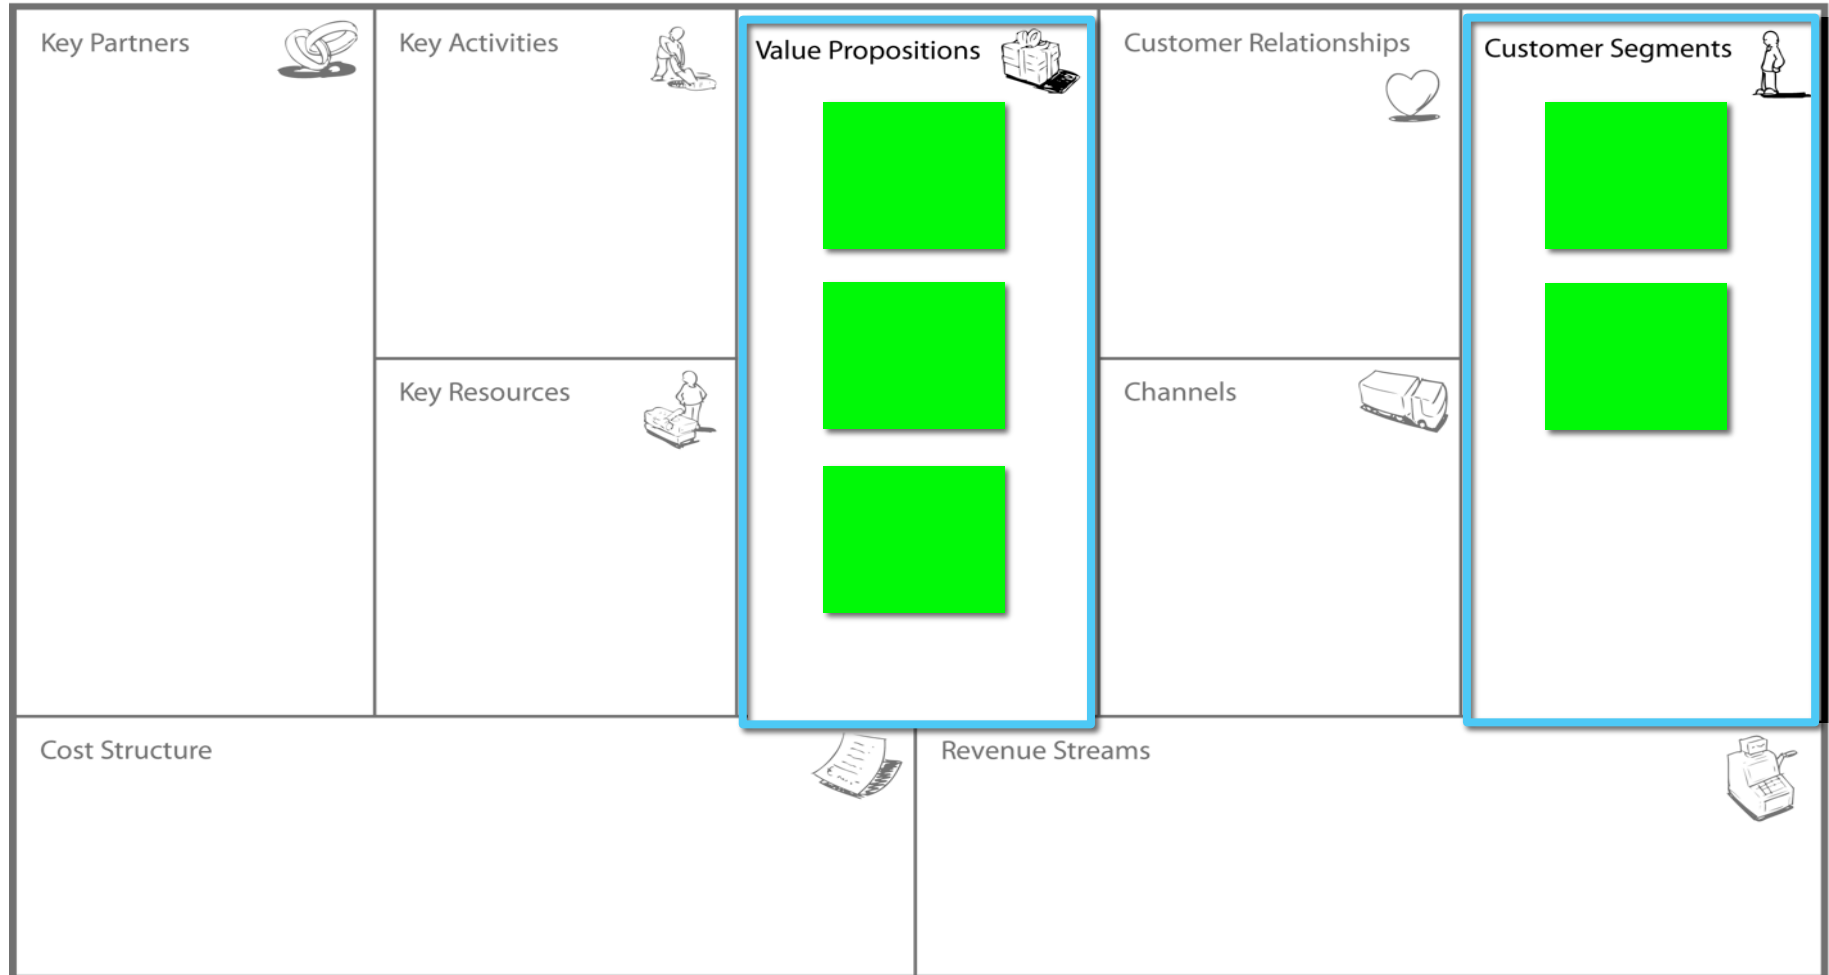 Key Partners
Key Activities
Value Propositions
Customer Relationships
Customer Segments
Key Resources
Channels
Cost Structure
Revenue Streams